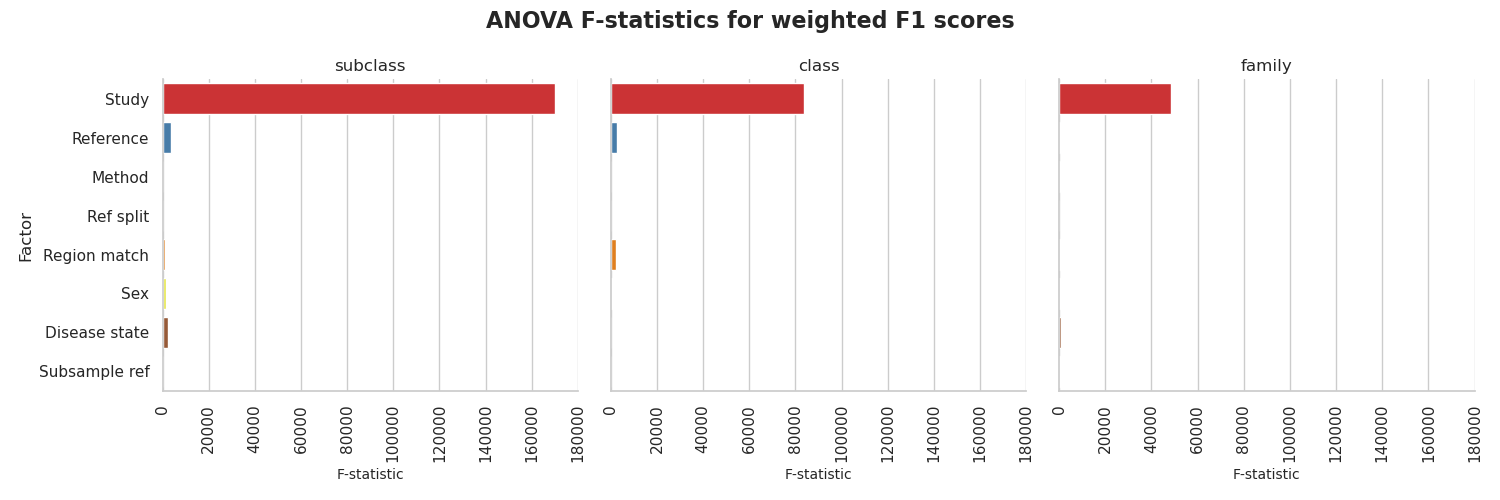 ANOVA F-statistics for weighted F1 scores
subclass
class
family
Factor
Study
Reference
Method
Ref split
Region match
Sex
Disease state
Subsample ref
0 20000 40000 60000 80000 100000 120000 140000 160000 180000
0 20000 40000 60000 80000 100000 120000 140000 160000 180000
0 20000 40000 60000 80000 100000 120000 140000 160000 180000
F-statistic
F-statistic
F-statistic